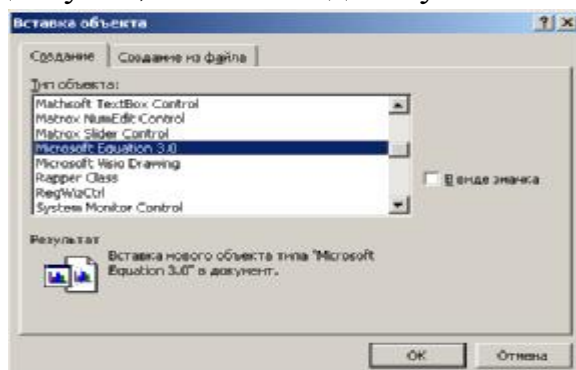 Вставка объекта
Создание Создание из файла
Тип объекта:
Mathsoft TextBox Control
Matrox NumEdit Control
Matrox Slider Control
Microsoft Equation 3.0
Microsoft Visio Drawing
Rapper Class
RegWizCtrl
System Monitor Control
В виде значка
Результат
Вставка нового объекта типа "Microsoft
Equation 3.0" в документ.
ОК Отмена